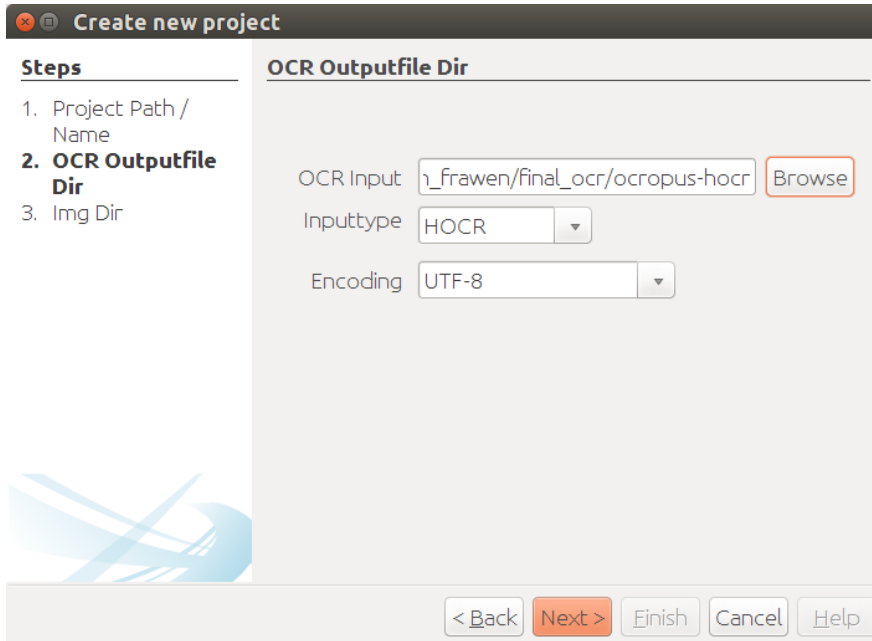 Create new project
Steps
1. Project Path /
Name
2. OCR Outputfile
Dir
3. Img Dir
OCR Outputfile Dir
OCR Input
_frawen/final_ocr/ocropus-hocr
Browse
Inputtype
HOCR
Encoding
UTF-8
< Back
Next >
Finish
Cancel
Help